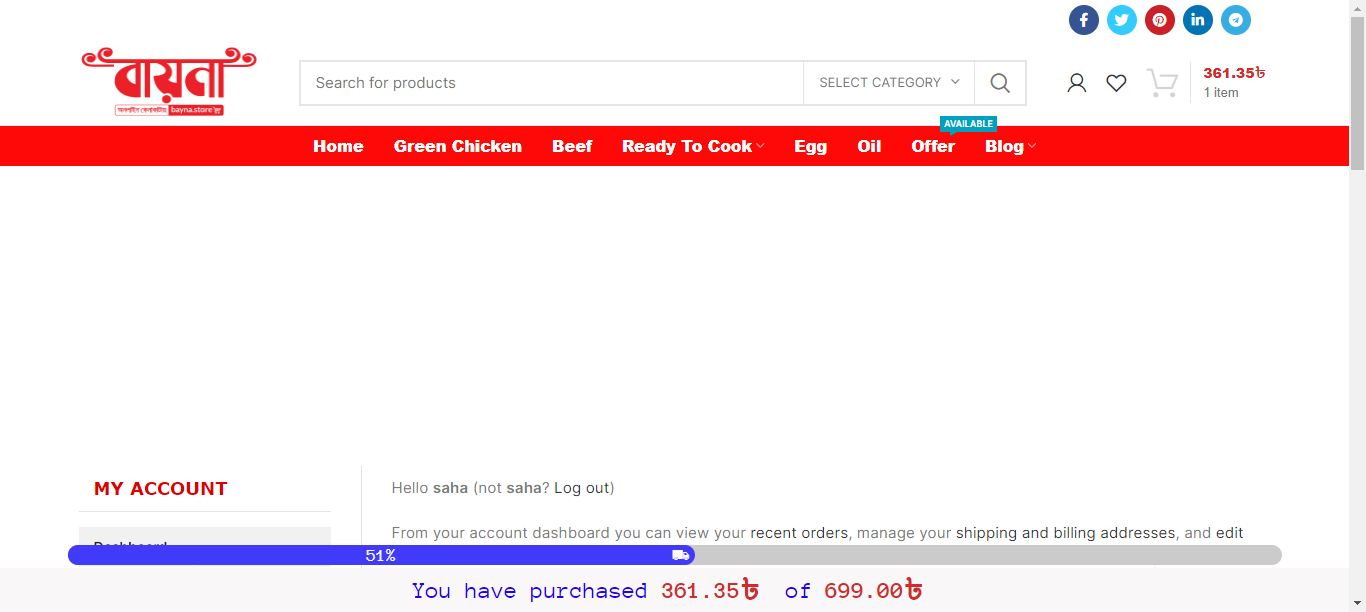 বায়না
অনলাইন কেনাকাটায় bayna.store
Search for products
SELECT CATEGORY
361.35৳
1 item
AVAILABLE
Home Green Chicken Beef Ready To Cook Egg Oil Offer Blog
MY ACCOUNT
Hello saha (not saha? Log out)
Dashboard
From your account dashboard you can view your recent orders, manage your shipping and billing addresses, and edit
51%
You have purchased 361.35৳ of 699.00৳